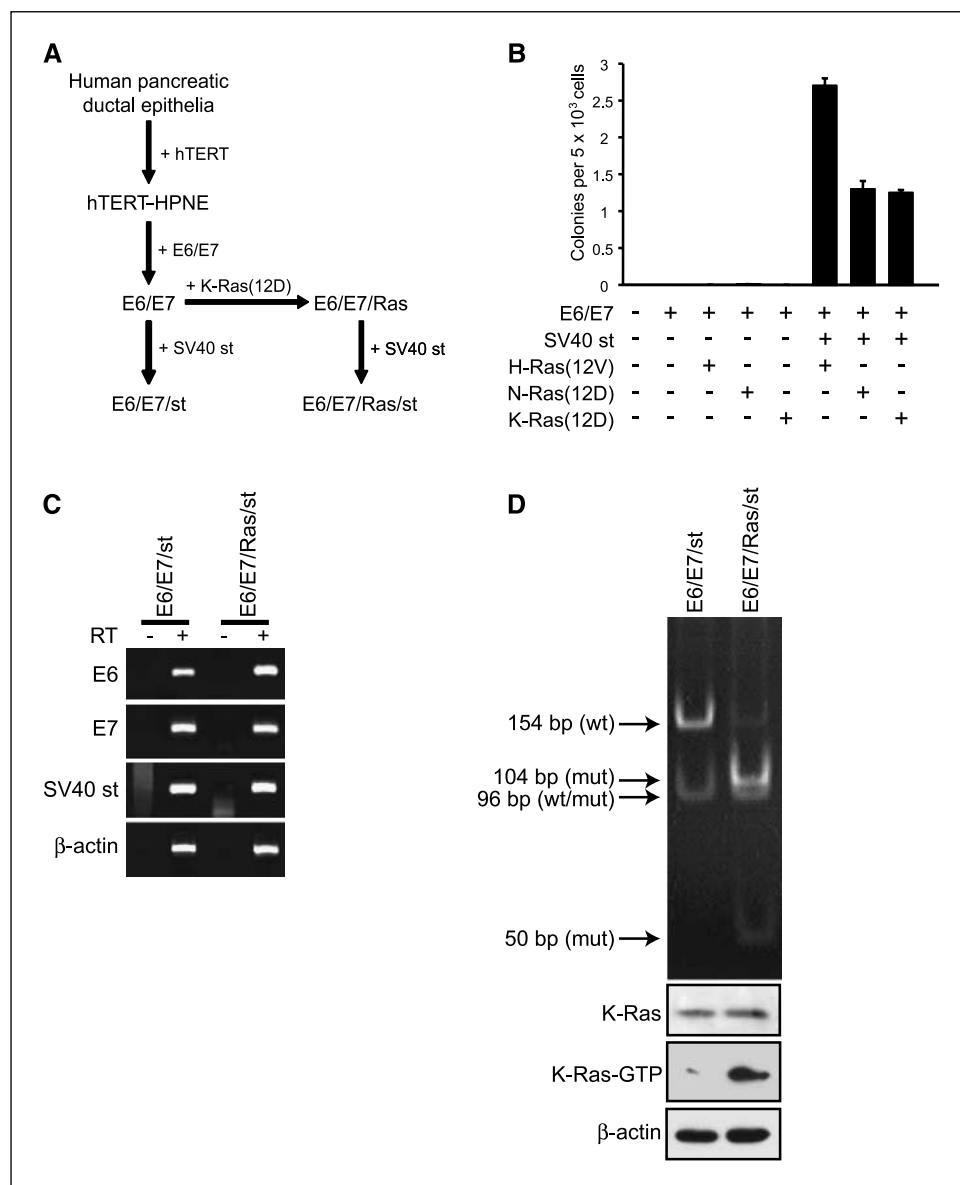 A
Human pancreatic
ductal epithelia
+ hTERT
hTERT–HPNE
+ E6/E7
+ K-Ras(12D)
E6/E7
E6/E7/Ras
+ SV40 st
+ SV40 st
E6/E7/st
E6/E7/Ras/st
B
Colonies per 5 x 10³ cells
3
2.5
2
1.5
1
0.5
0
E6/E7 - + + + + + + +
SV40 st - - - - - + + +
H-Ras(12V) - - + - - + - -
N-Ras(12D) - - - + - - + -
K-Ras(12D) - - - - + - - +
C
E6/E7/st
E6/E7/Ras/st
RT - + - +
E6
E7
SV40 st
β-actin
D
E6/E7/st
E6/E7/Ras/st
154 bp (wt)
104 bp (mut)
96 bp (wt/mut)
50 bp (mut)
K-Ras
K-Ras-GTP
β-actin